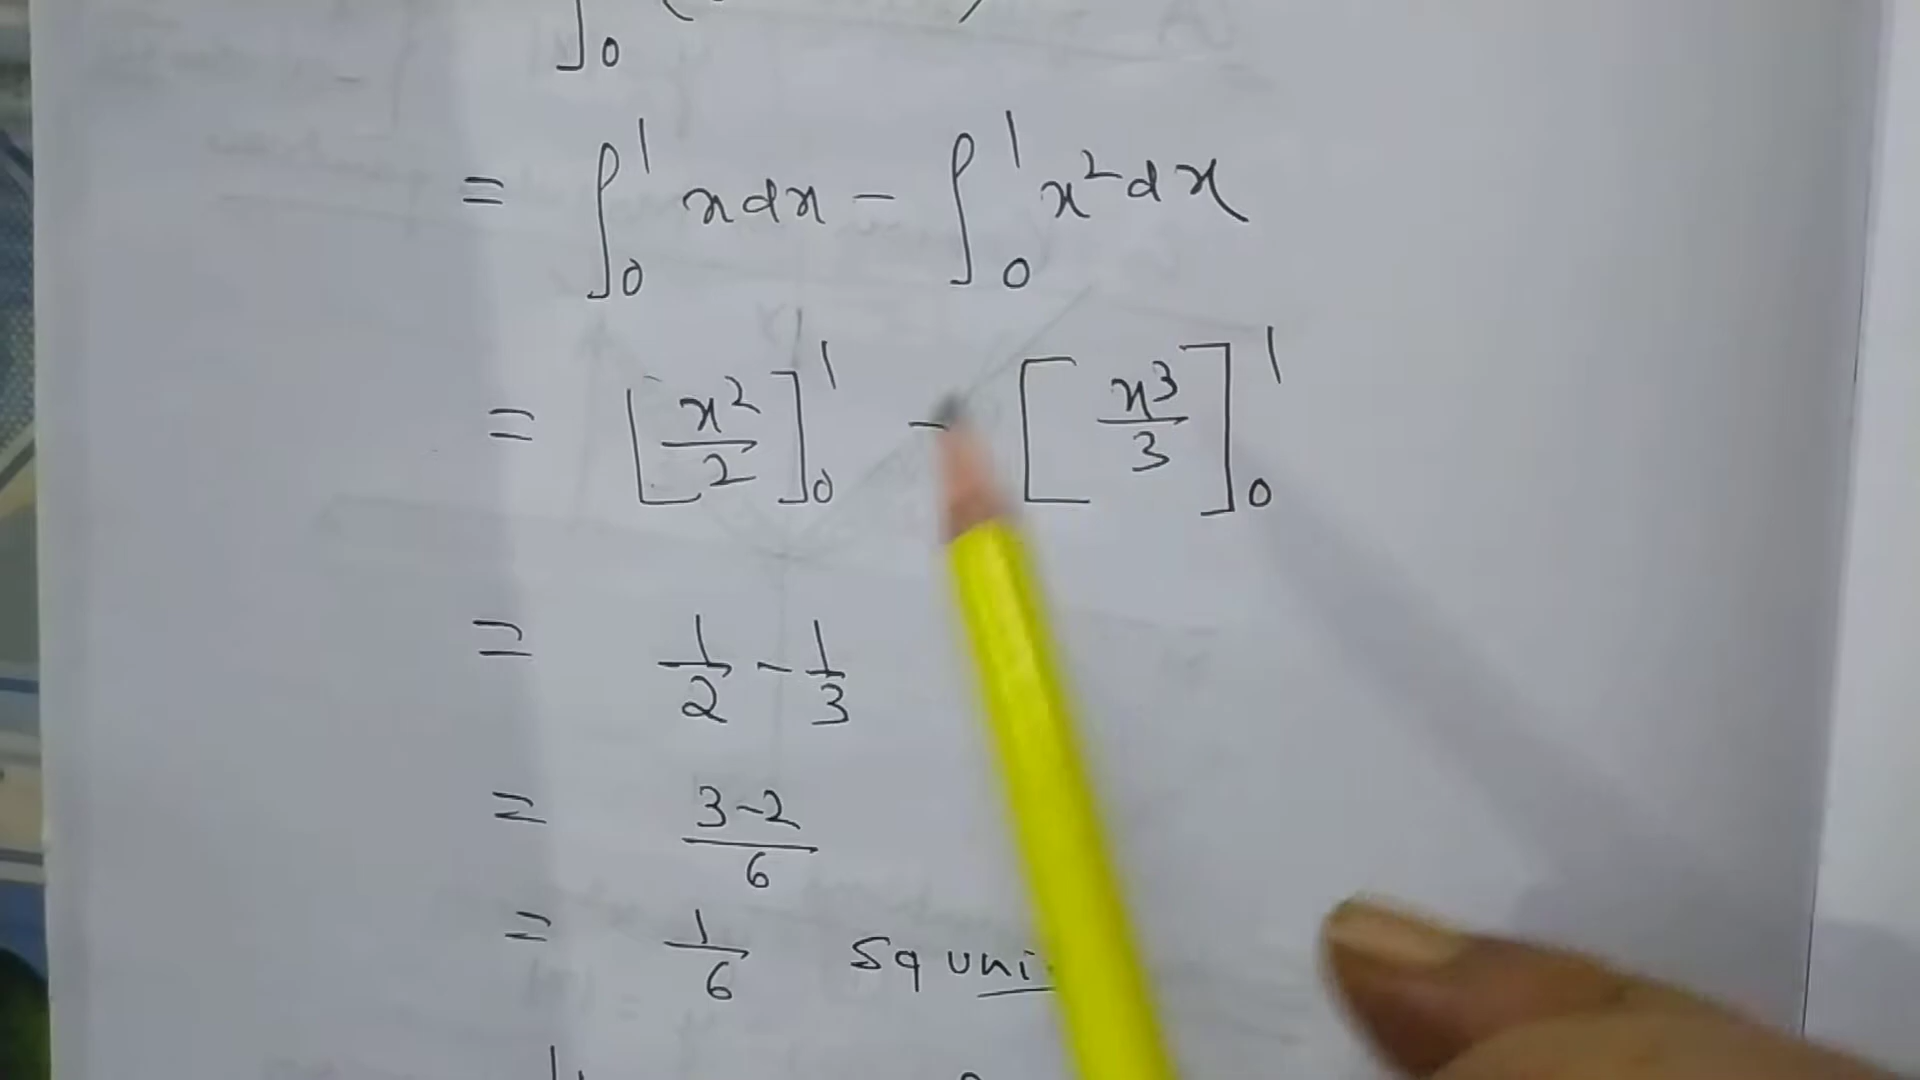 ∫₀
= ∫₀¹ x dx - ∫₀¹ x² dx
= [x²/2]₀¹ - [x³/3]₀¹
= 1/2 - 1/3
= 3-2/6
= 1/6 sq uni